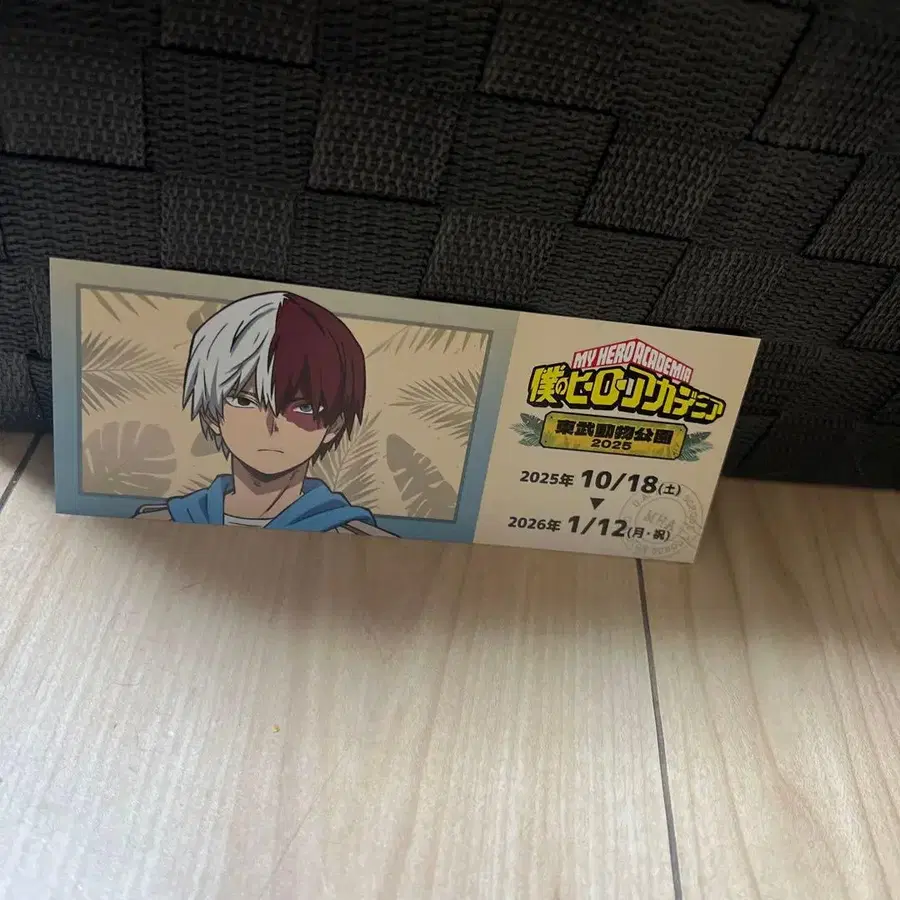 MY HERO ACADEMIA
僕のヒーローアカデミア
東武動物公園
2025
2025年 10/18(土)
▼
2026年 1/12(月・祝)
MHA